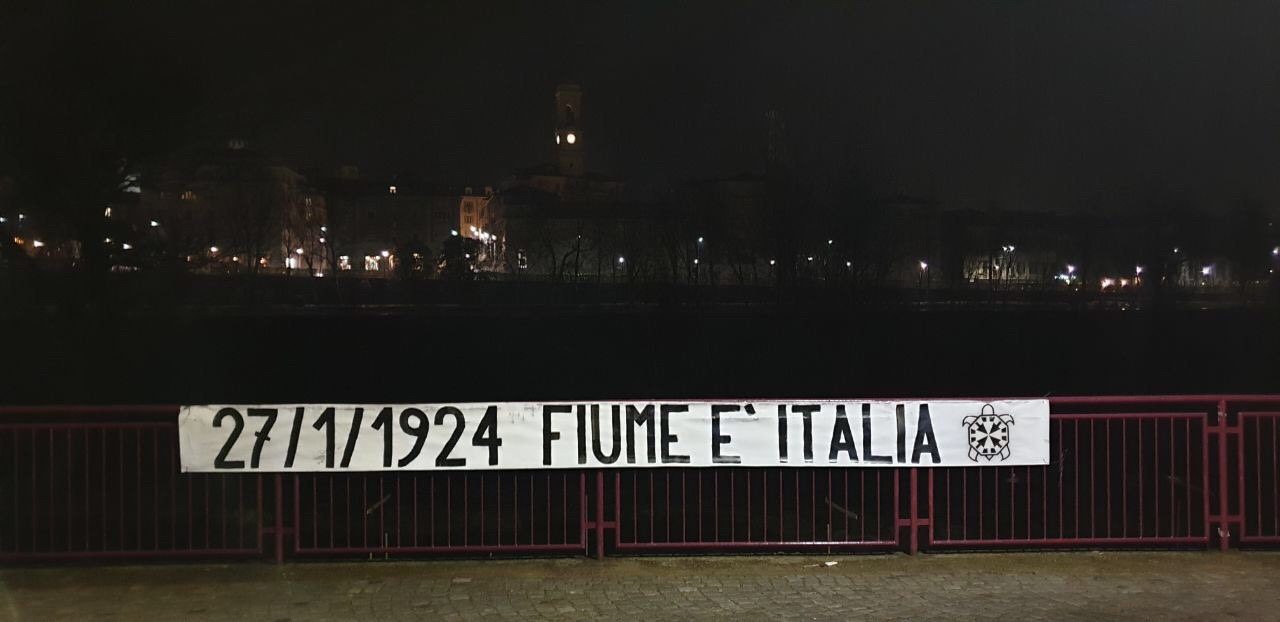 27/1/1924 FIUME E` ITALIA